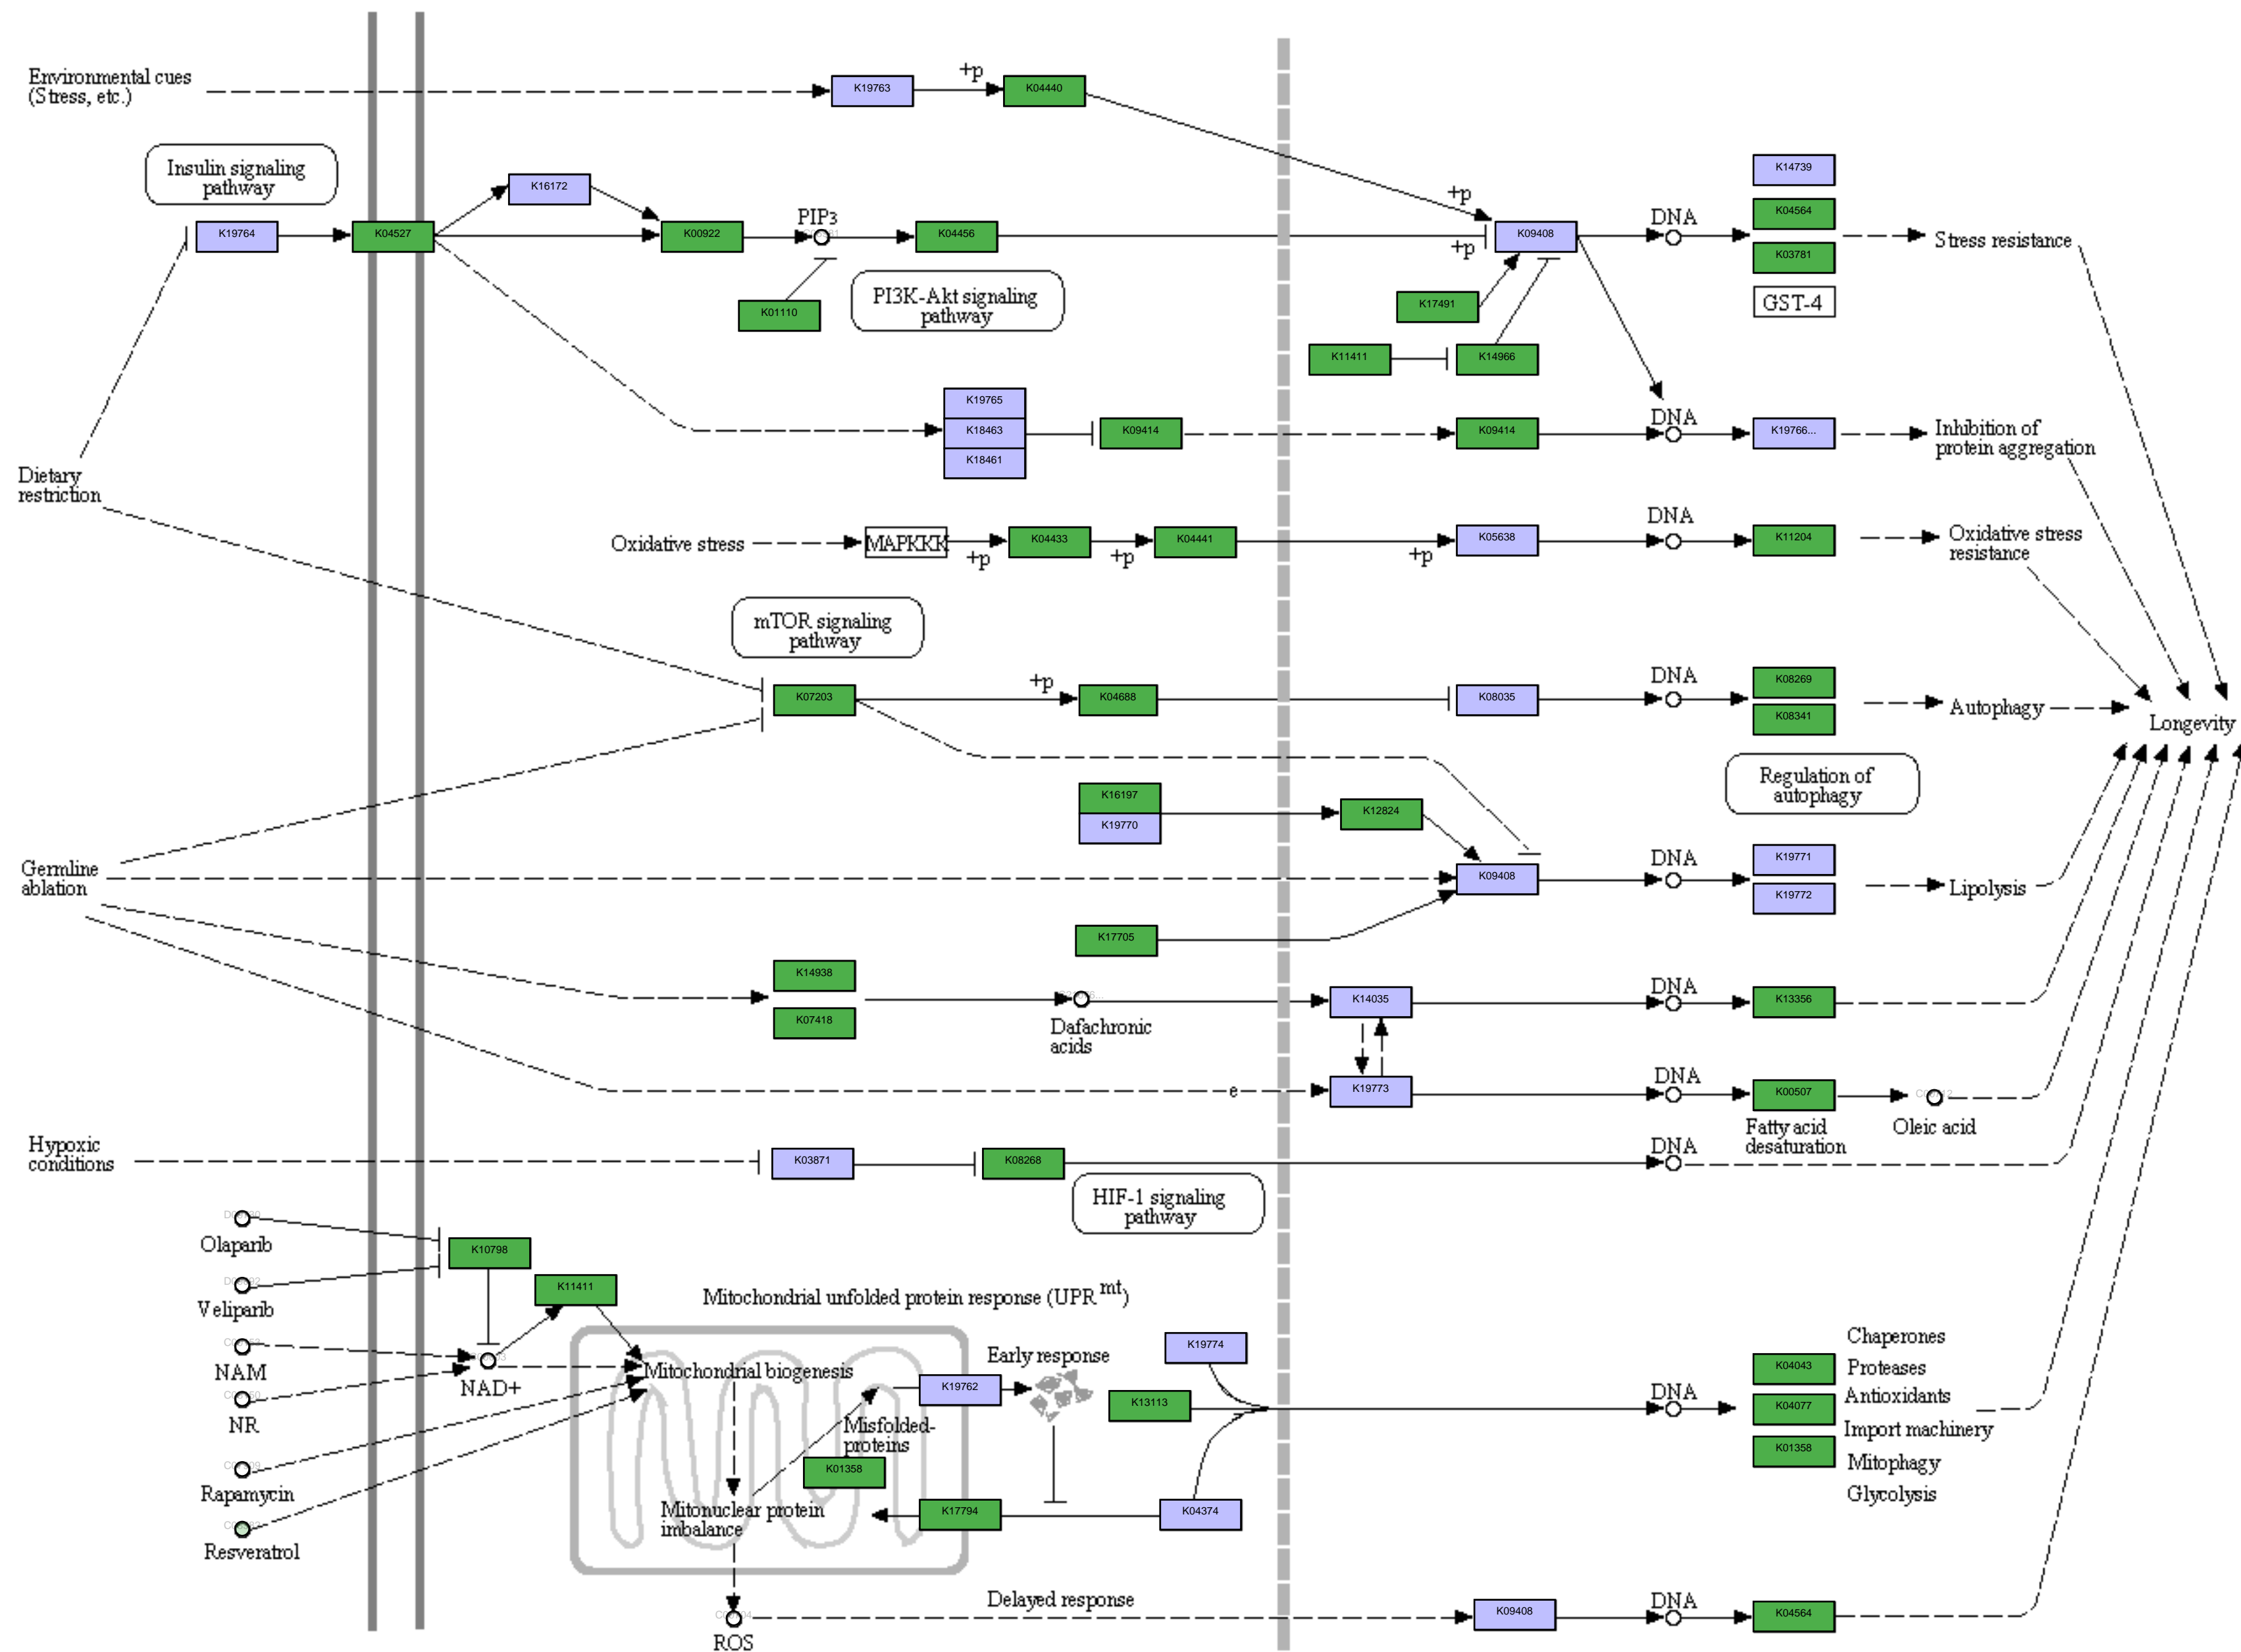 Environmental cues
(Stress, etc.)
K19763
+p
K04440
Insulin signaling
pathway
K16172
K19764
K04527
K00922
PIP3
K04456
K01110
PI3K-Akt signaling
pathway
+p
+p
K09408
DNA
K14739
K04564
K03781
GST-4
Stress resistance
K17491
K11411
K14966
K19765
K18463
K18461
K09414
K09414
DNA
K19766...
Inhibition of
protein aggregation
Dietary
restriction
Oxidative stress
MAPKKK
+p
K04433
+p
K04441
+p
K05638
DNA
K11204
Oxidative stress
resistance
mTOR signaling
pathway
K07203
+p
K04688
K08035
DNA
K08269
K08341
Autophagy
Longevity
Regulation of
autophagy
K16197
K19770
K12824
Germline
ablation
K09408
DNA
K19771
K19772
Lipolysis
K17705
K14938
K07418
Dafachronic
acids
K14035
DNA
K13356
e
K19773
DNA
K00507
Fatty acid
desaturation
Oleic acid
Hypoxic
conditions
K03871
K08268
DNA
HIF-1 signaling
pathway
Olaparib
Veliparib
NAM
NR
Rapamycin
Resveratrol
K10798
K11411
NAD+
Mitochondrial unfolded protein response (UPR mt)
Mitochondrial biogenesis
Early response
K19762
Misfolded-
proteins
K01358
Mitonuclear protein
imbalance
K17794
K19774
K13113
K04374
DNA
K04043
K04077
K01358
Chaperones
Proteases
Antioxidants
Import machinery
Mitophagy
Glycolysis
ROS
Delayed response
K09408
DNA
K04564